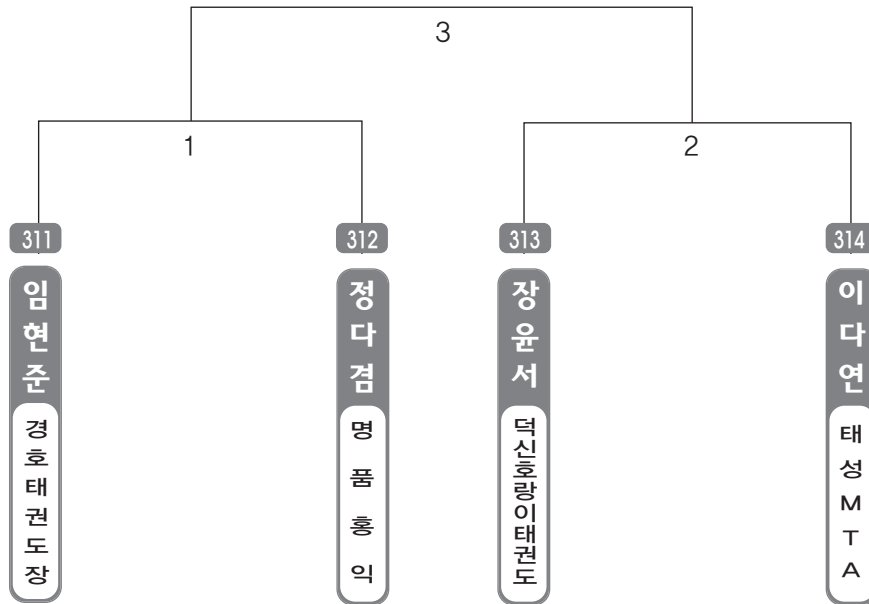 3
1
2
311
312
313
314
임현준
정다겸
장윤서
이다연
경호태권도장
명품홍익
덕신호랑이태권도
태성MTA